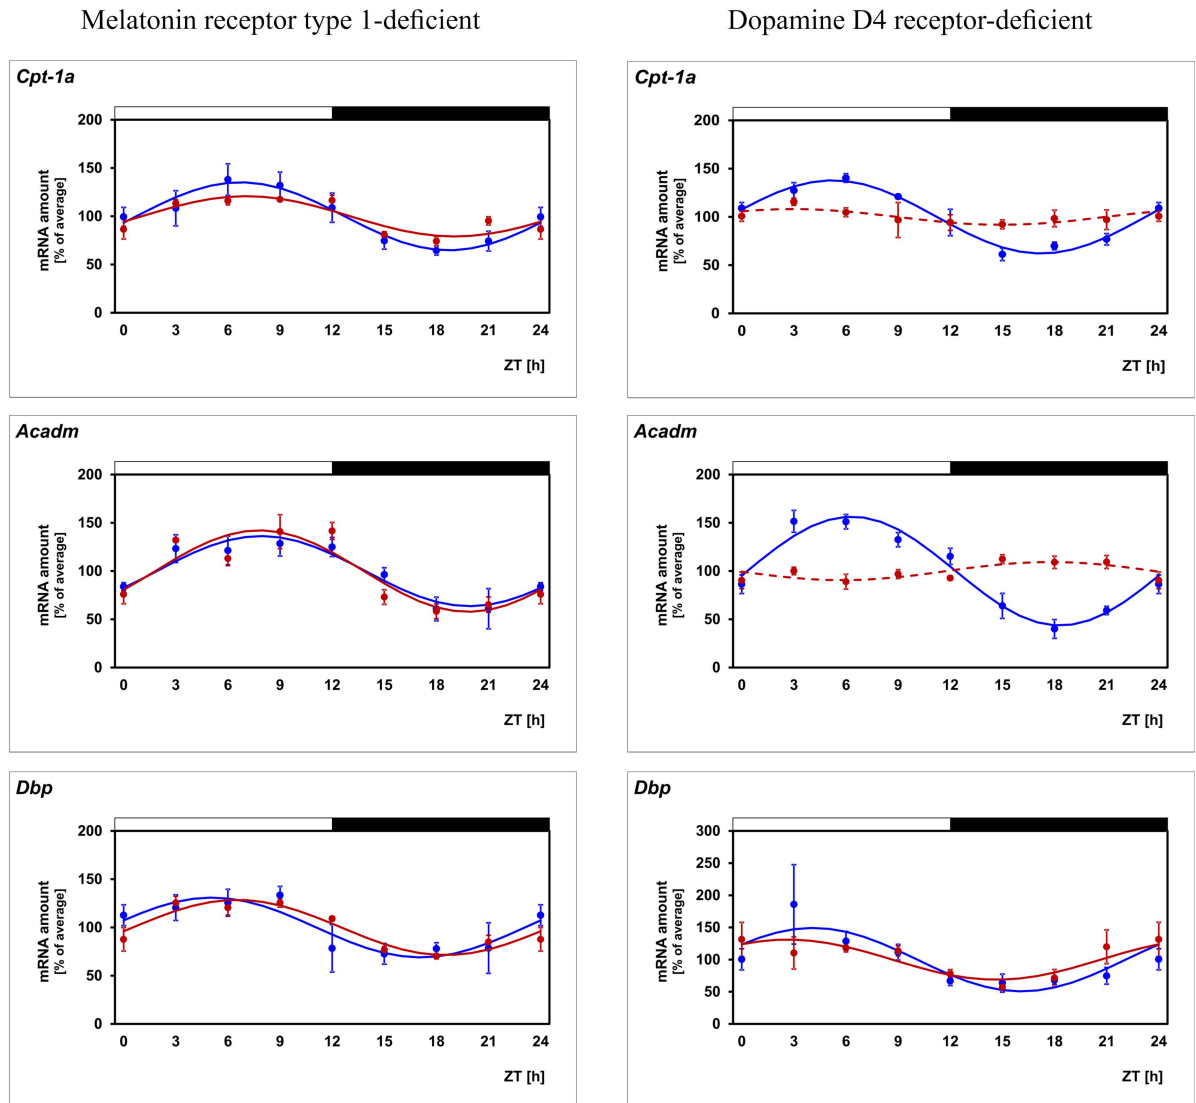 Melatonin receptor type 1-deficient
Dopamine D4 receptor-deficient
Cpt-1a
mRNA amount
[% of average]
200
150
100
50
0
0 3 6 9 12 15 18 21 24
ZT [h]
Cpt-1a
mRNA amount
[% of average]
200
150
100
50
0
0 3 6 9 12 15 18 21 24
ZT [h]
Acadm
mRNA amount
[% of average]
200
150
100
50
0
0 3 6 9 12 15 18 21 24
ZT [h]
Acadm
mRNA amount
[% of average]
200
150
100
50
0
0 3 6 9 12 15 18 21 24
ZT [h]
Dbp
mRNA amount
[% of average]
200
150
100
50
0
0 3 6 9 12 15 18 21 24
ZT [h]
Dbp
mRNA amount
[% of average]
300
250
200
150
100
50
0
0 3 6 9 12 15 18 21 24
ZT [h]